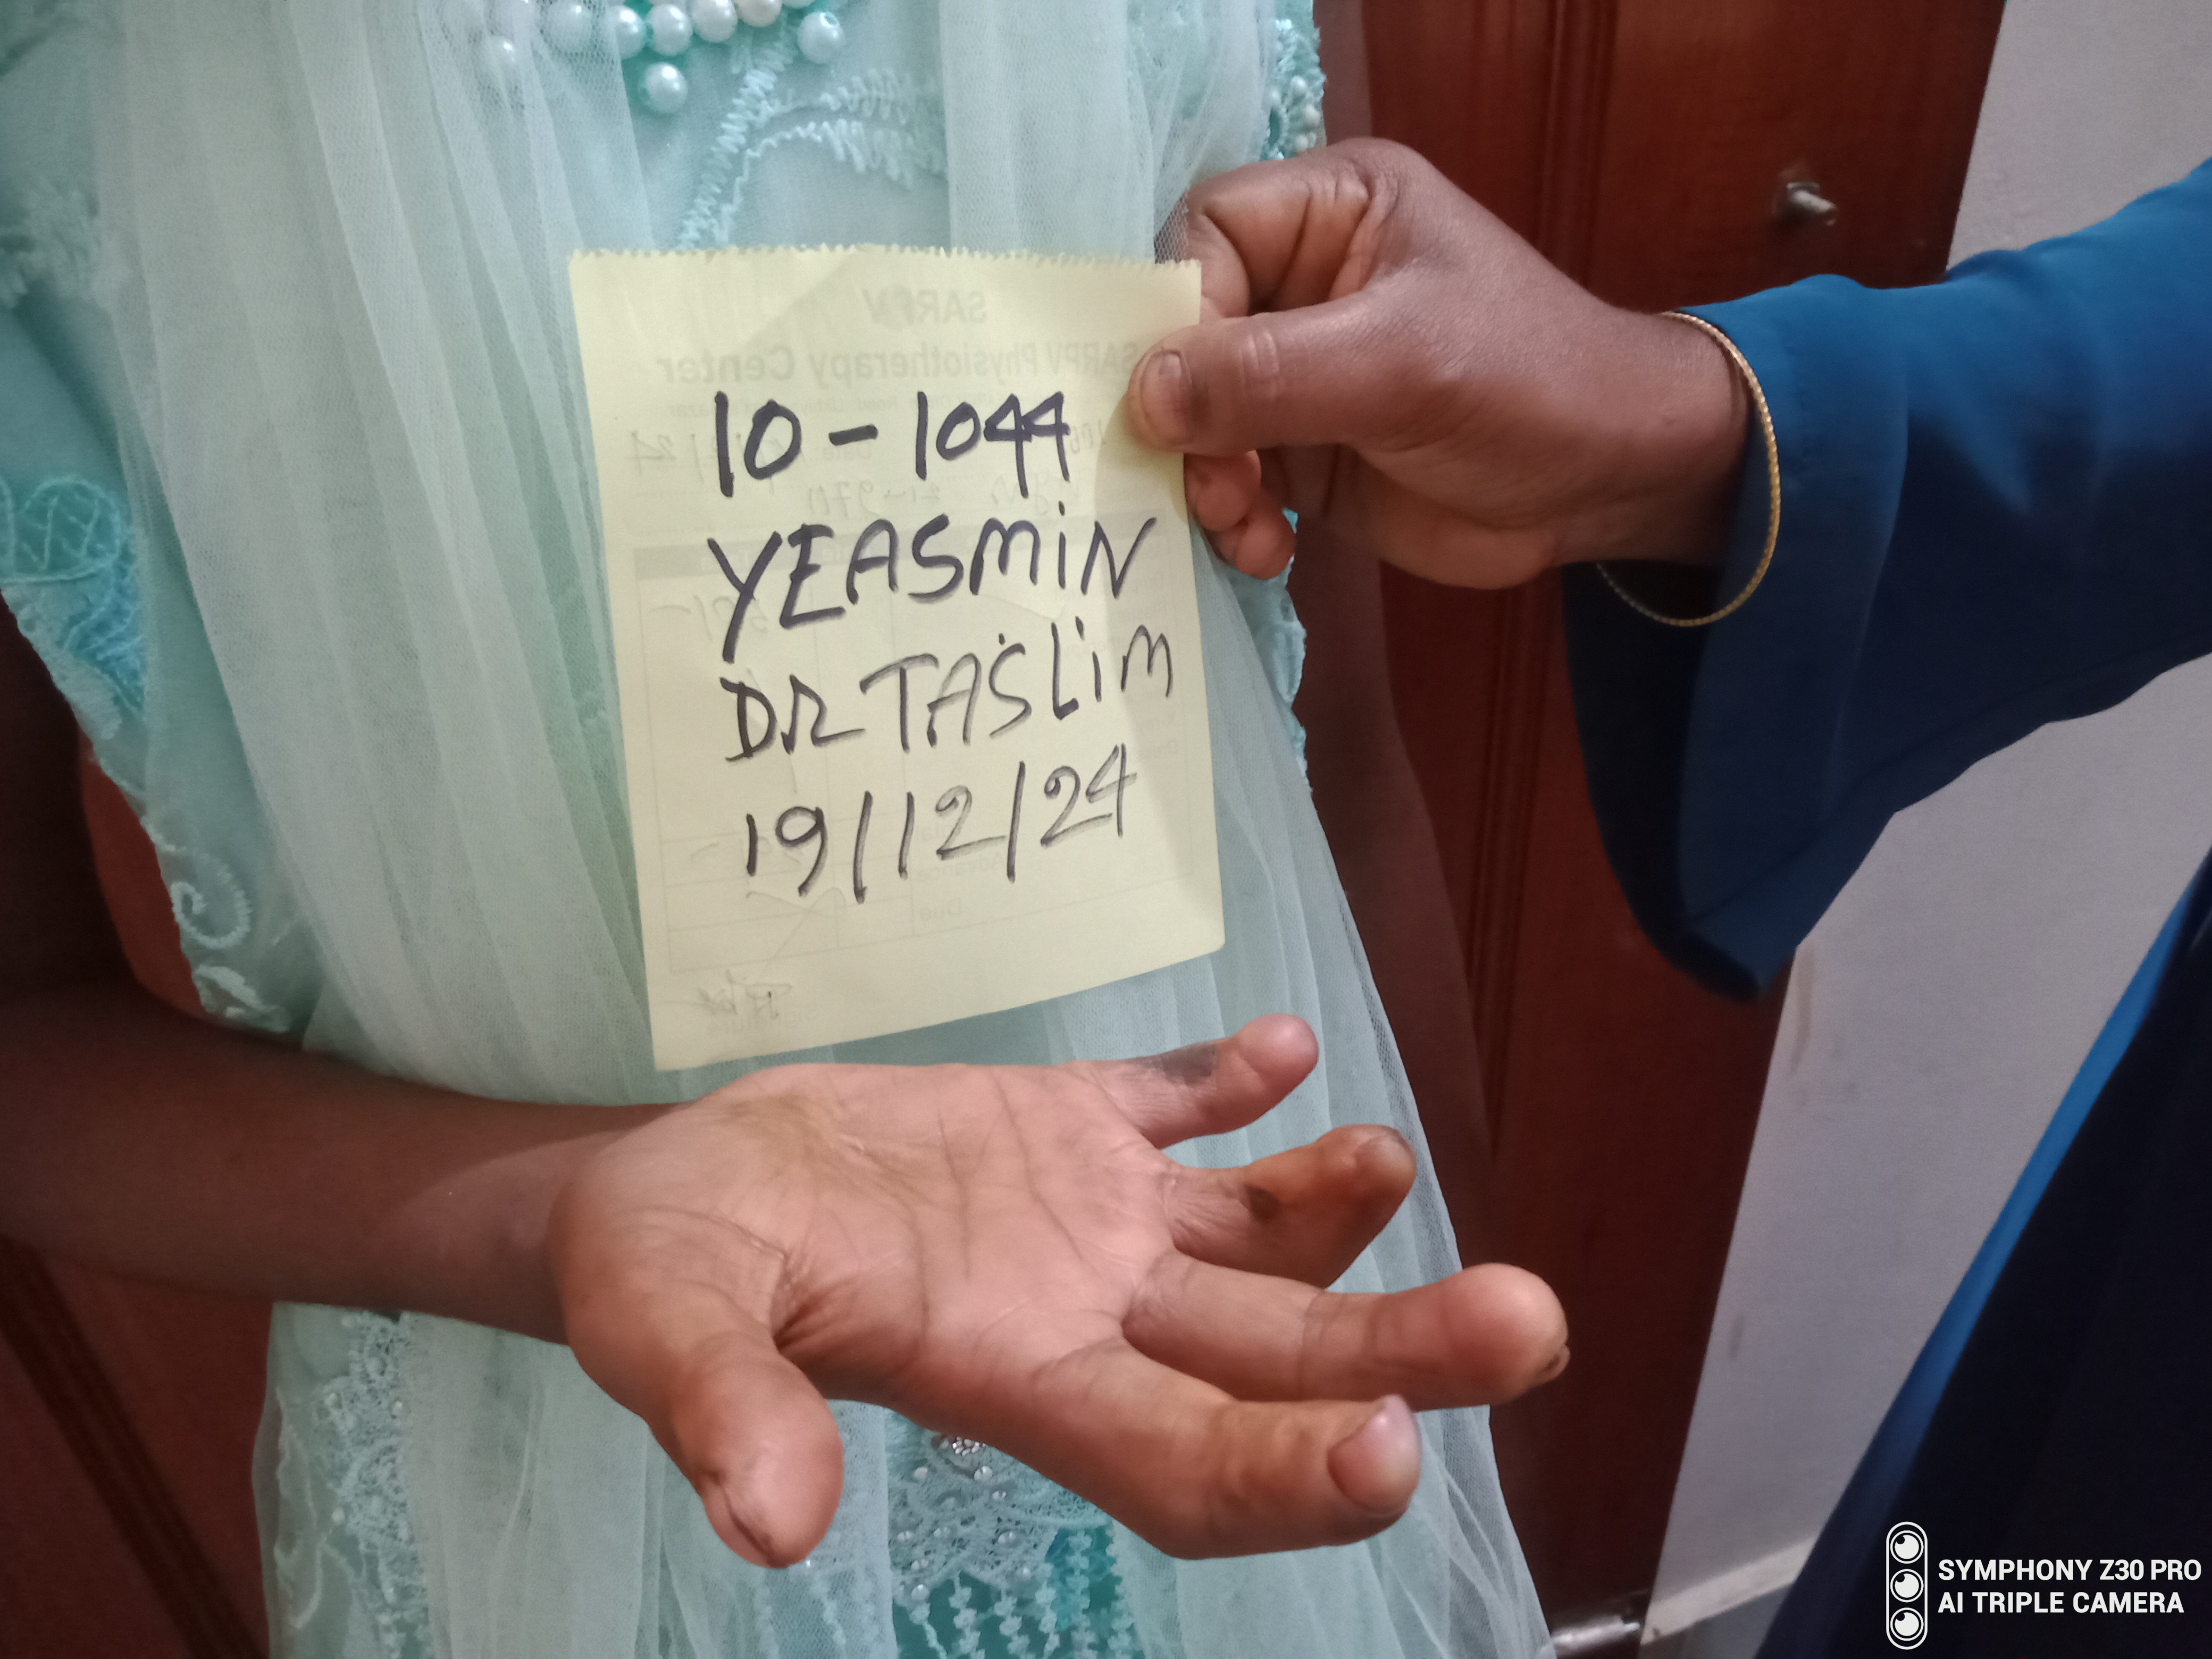 10-1044
YEASMIN
DR TASLIM
19/12/24
SARPV
SARPV Physiotherapy Center
SYMPHONY Z30 PRO
AI TRIPLE CAMERA